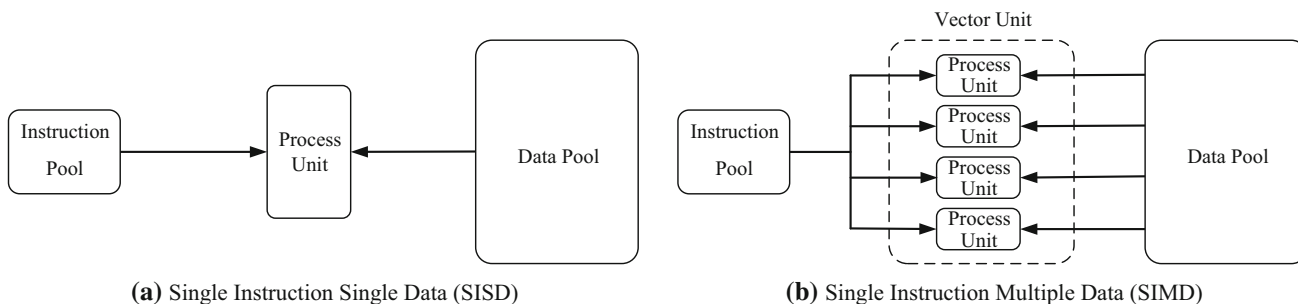 Instruction
Pool
Process
Unit
Data Pool
(a) Single Instruction Single Data (SISD)
Vector Unit
Instruction
Pool
Process
Unit
Process
Unit
Process
Unit
Process
Unit
Data Pool
(b) Single Instruction Multiple Data (SIMD)